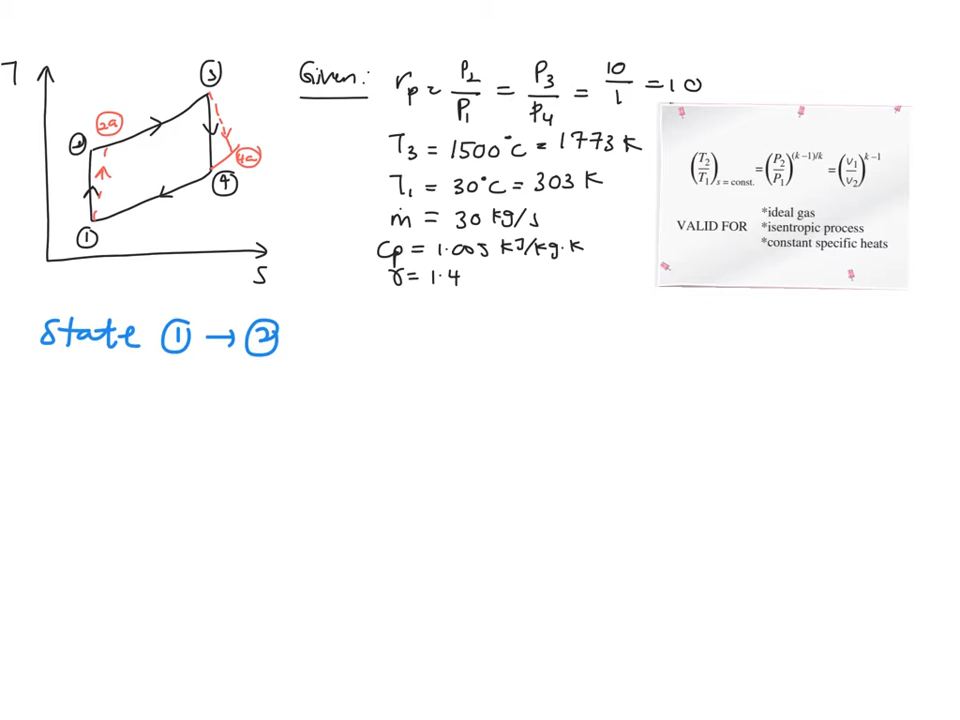 T
③
Given: rp = P2/P1 = P3/P4 = 10/1 = 10
② 2a
4a
④
①
S
T3 = 1500°C = 1773 K
T1 = 30°C = 303 K
ṁ = 30 kg/s
Cp = 1.005 kJ/kg.K
γ = 1.4
(T2/T1)s = const. = (P2/P1)^(k−1)/k = (v1/v2)^k−1
VALID FOR
*ideal gas
*isentropic process
*constant specific heats
State ① → ②